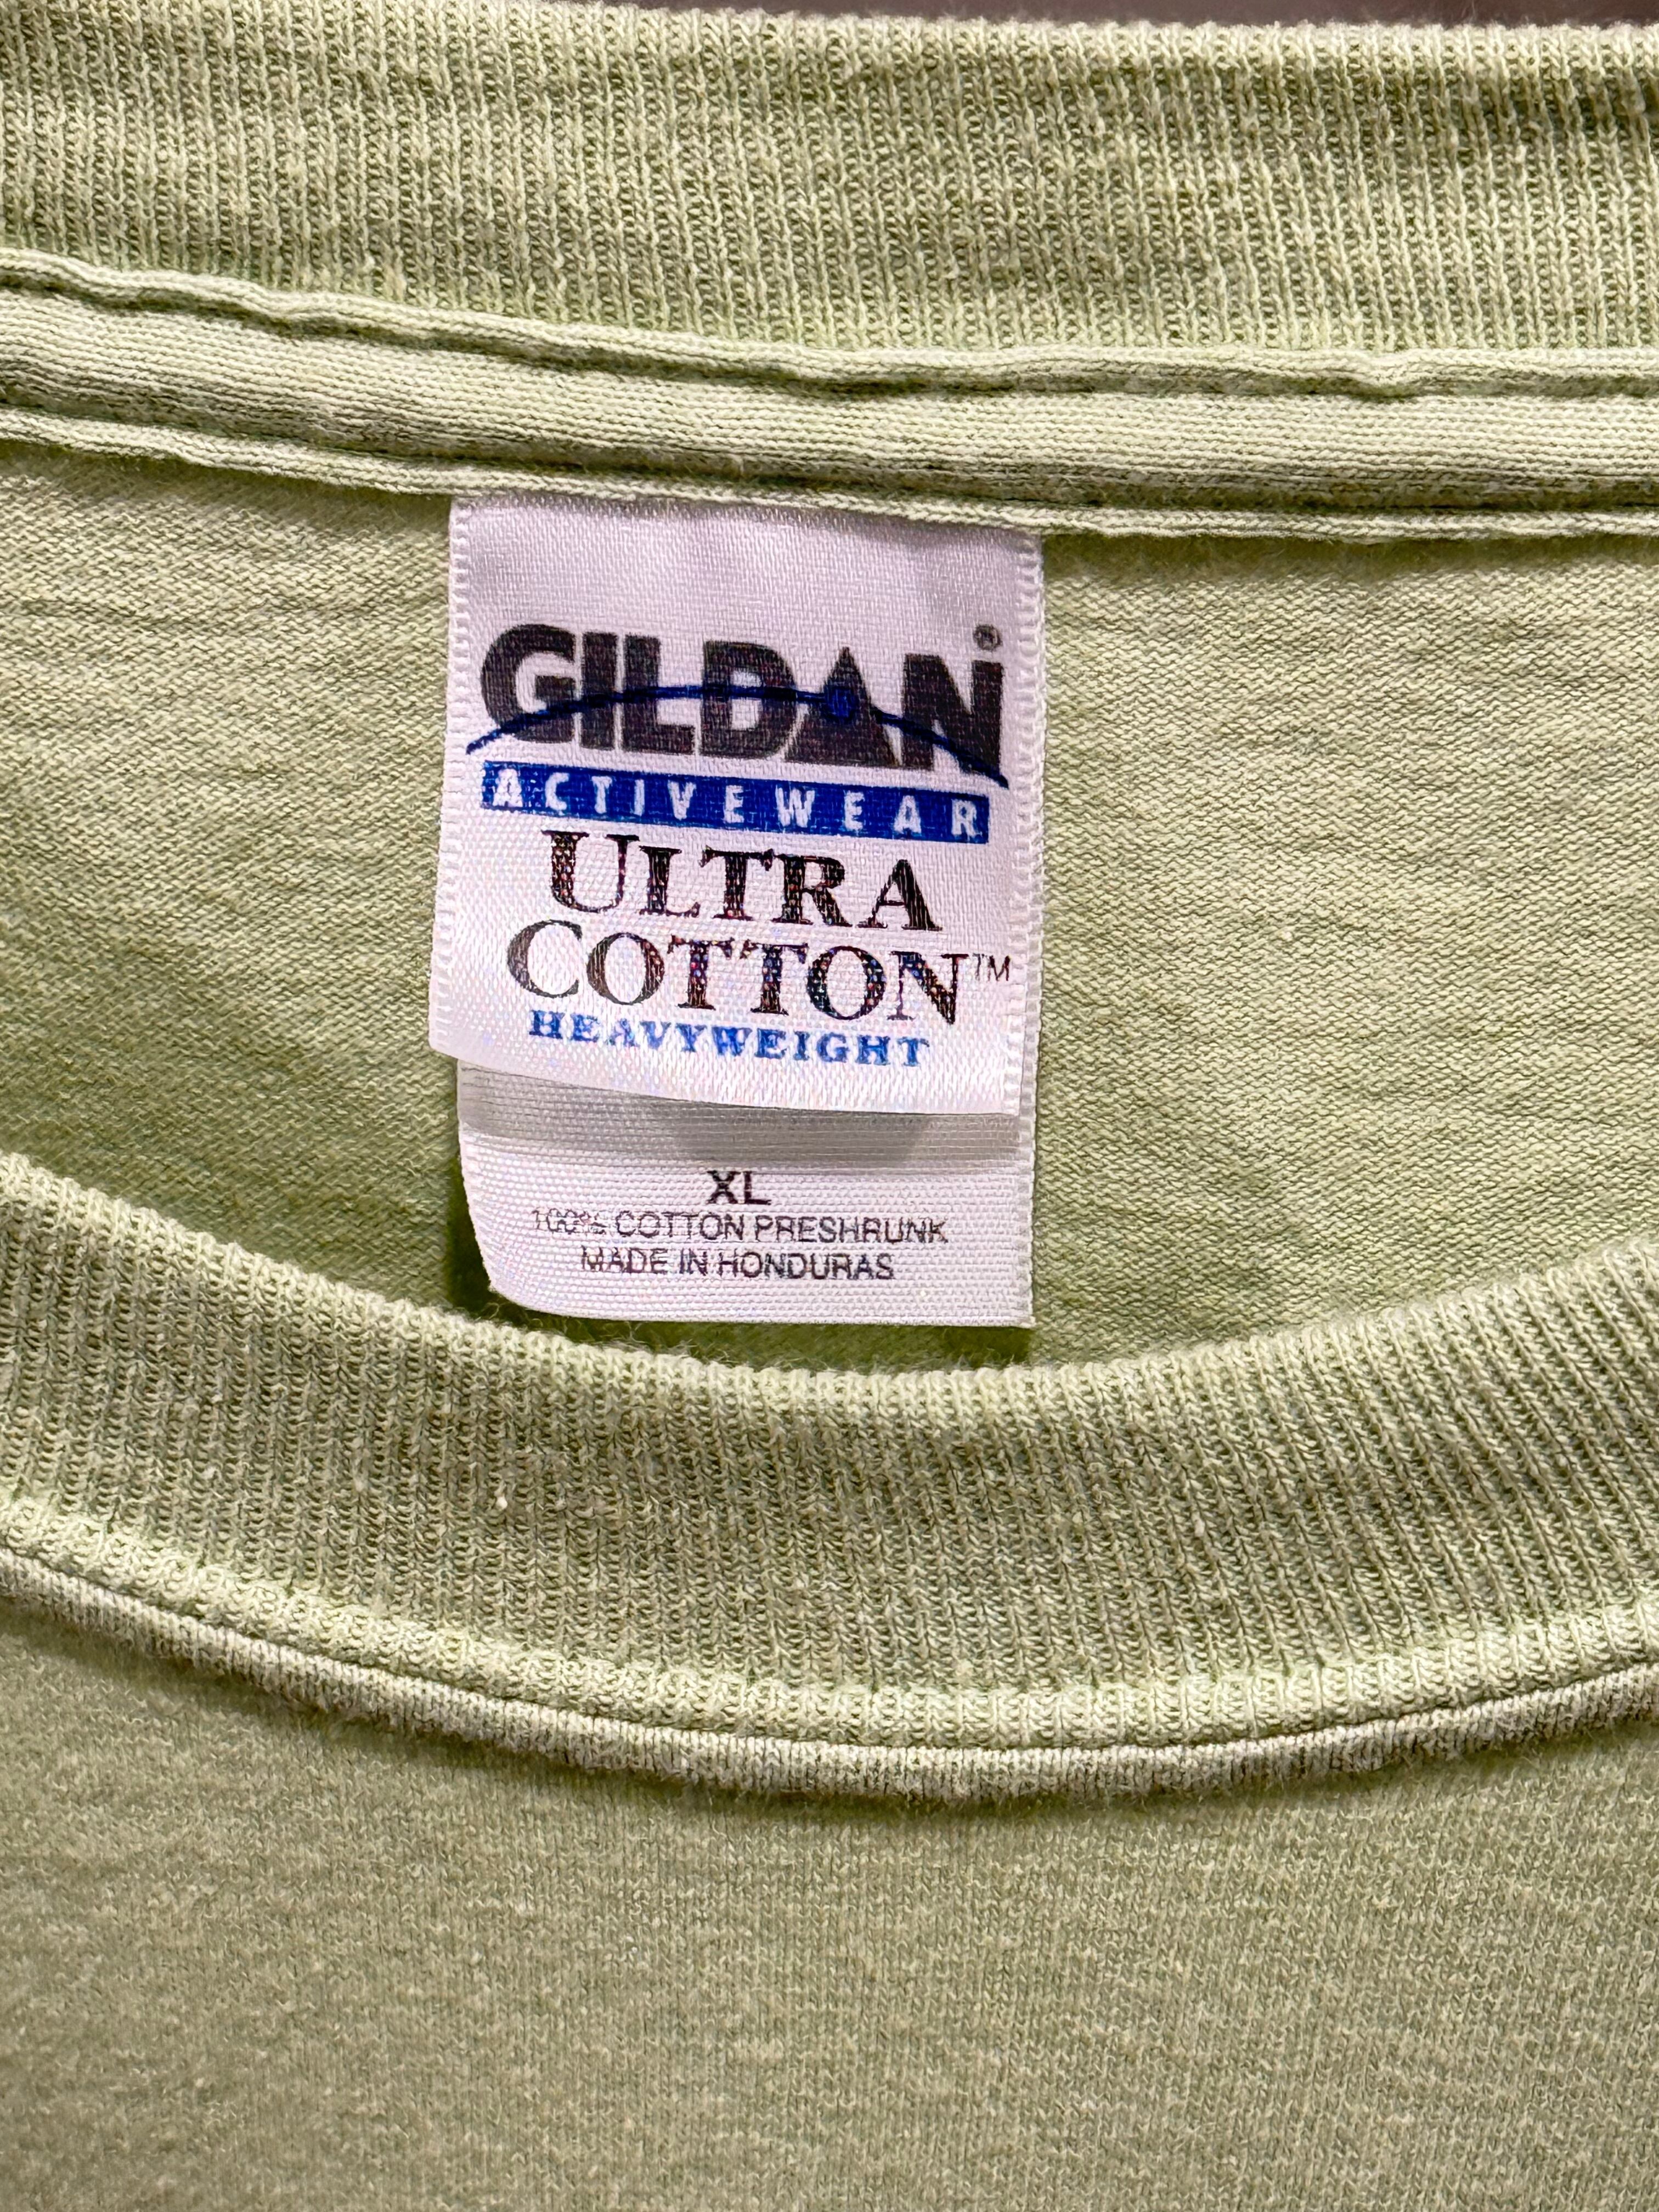 GILDAN®
ACTIVEWEAR
ULTRA
COTTON™
HEAVYWEIGHT
XL
100% COTTON PRESHRUNK
MADE IN HONDURAS